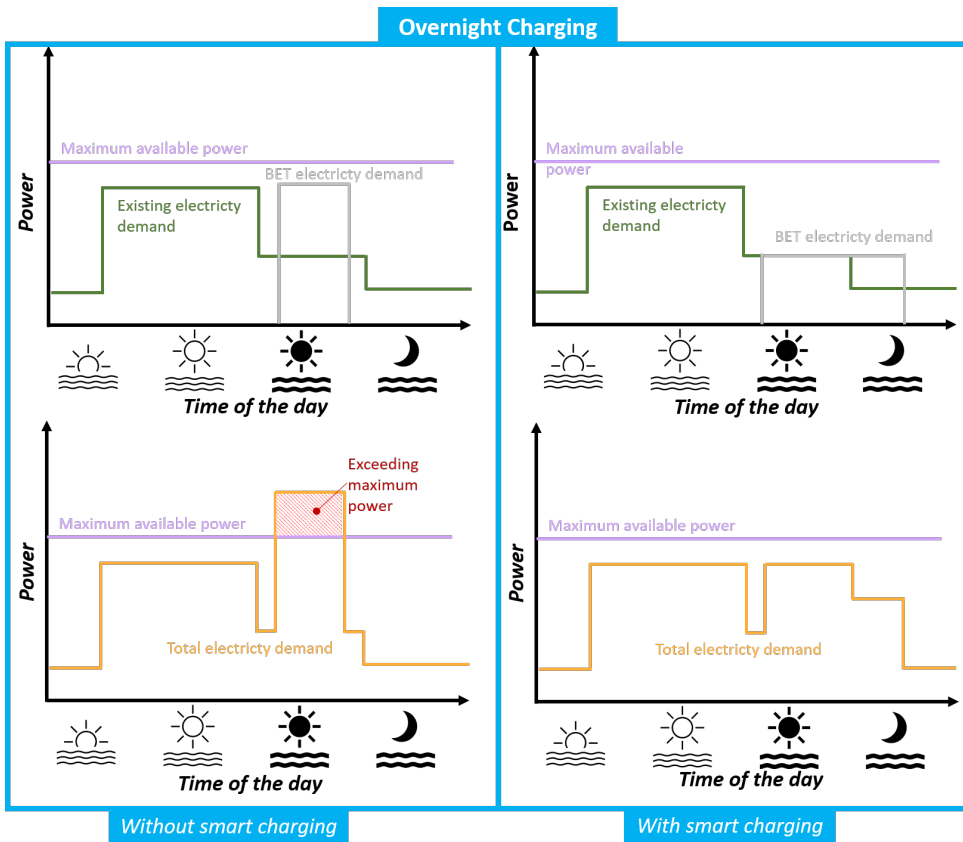 Overnight Charging
Power
Maximum available power
BET electricity demand
Existing electricty
demand
Time of the day
Power
Maximum available
power
Existing electricty
demand
BET electricty demand
Time of the day
Power
Exceeding
maximum
power
Maximum available power
Total electricty demand
Time of the day
Power
Maximum available power
Total electricty demand
Time of the day
Without smart charging
With smart charging